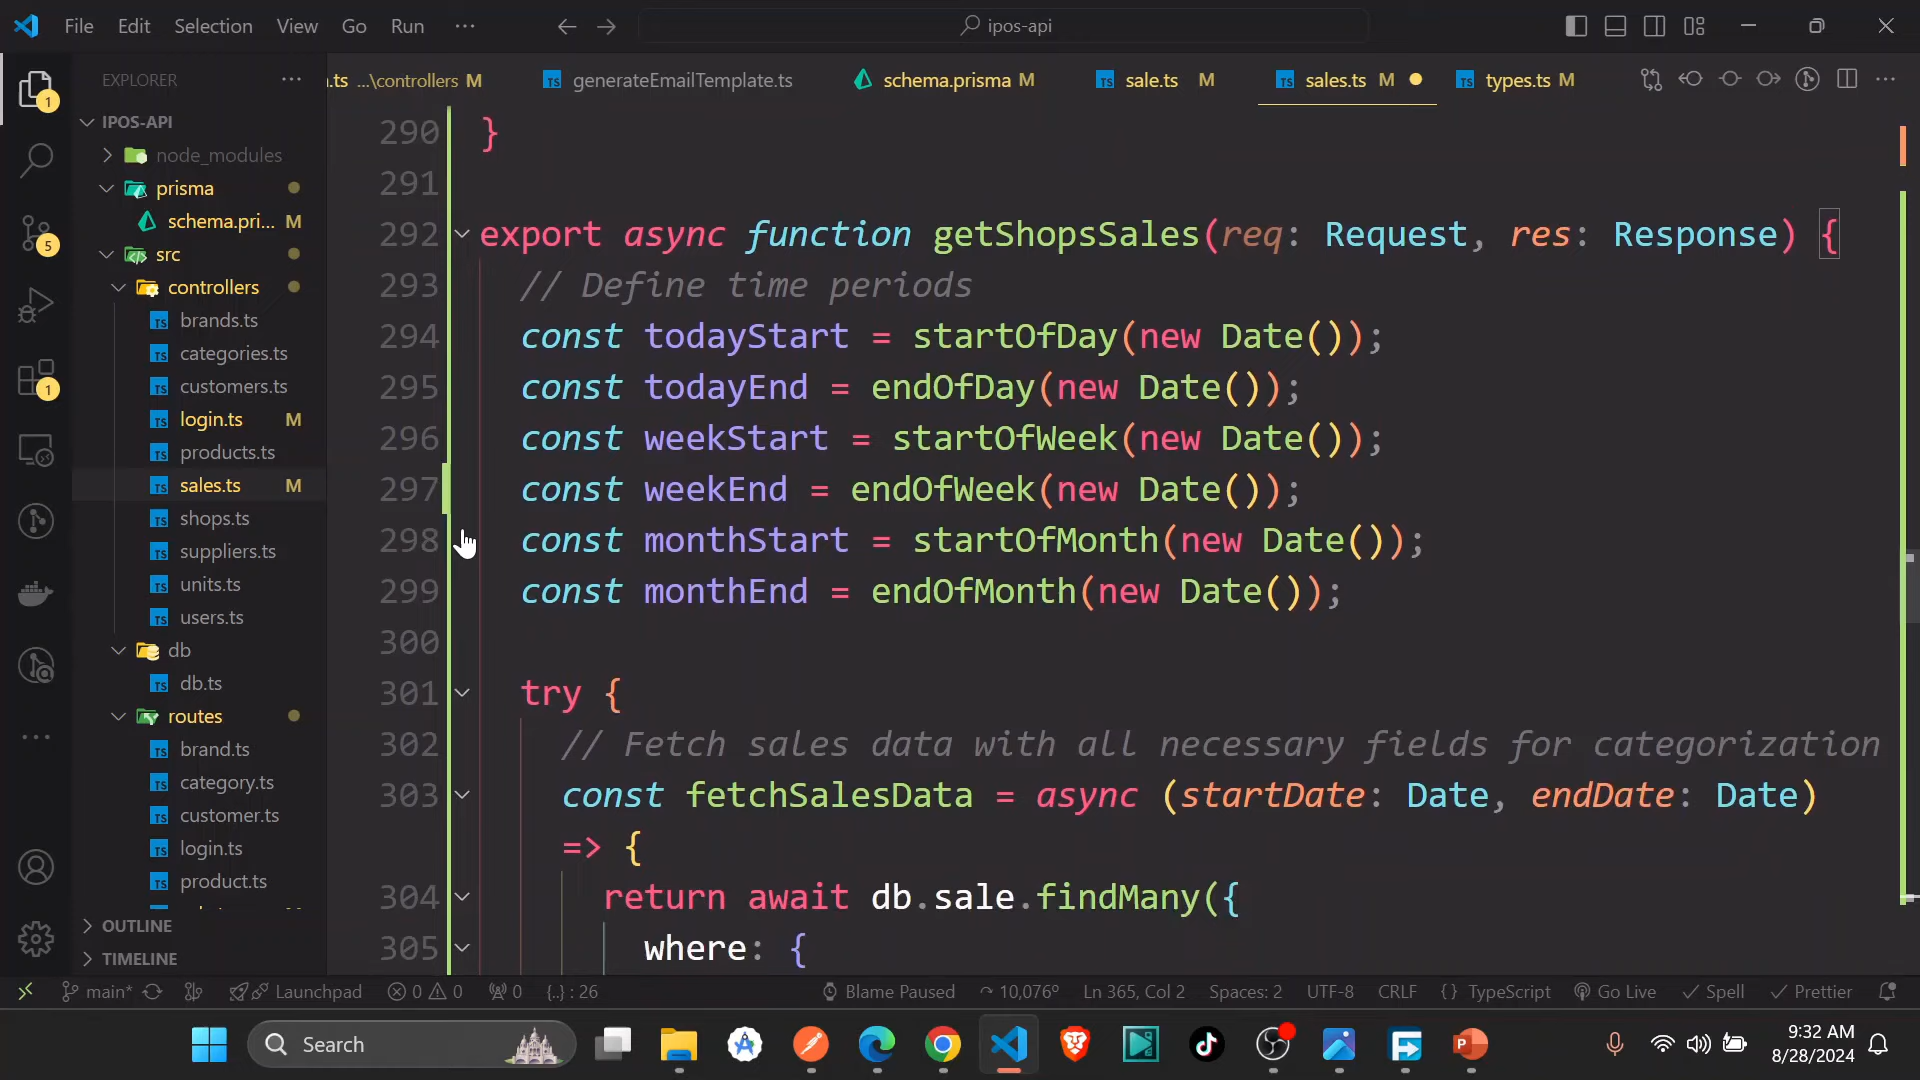 File Edit Selection View Go Run ··· ipos-api
EXPLORER ···
.ts ...\controllers M generateEmailTemplate.ts schema.prisma M sale.ts M sales.ts M types.ts M
IPOS-API
node_modules
prisma
schema.pri... M
src
controllers
brands.ts
categories.ts
customers.ts
login.ts M
products.ts
sales.ts M
shops.ts
suppliers.ts
units.ts
users.ts
db
db.ts
routes
brand.ts
category.ts
customer.ts
login.ts
product.ts
OUTLINE
TIMELINE
1
5
1
290 }
291
292 export async function getShopsSales(req: Request, res: Response) {
293 // Define time periods
294 const todayStart = startOfDay(new Date());
295 const todayEnd = endOfDay(new Date());
296 const weekStart = startOfWeek(new Date());
297 const weekEnd = endOfWeek(new Date());
298 const monthStart = startOfMonth(new Date());
299 const monthEnd = endOfMonth(new Date());
300
301 try {
302 // Fetch sales data with all necessary fields for categorization
303 const fetchSalesData = async (startDate: Date, endDate: Date)
=> {
304 return await db.sale.findMany({
305 where: {
main* Launchpad 0 0 0 {..} : 26 Blame Paused 10,076° Ln 365, Col 2 Spaces: 2 UTF-8 CRLF {} TypeScript Go Live Spell Prettier
Search
9:32 AM
8/28/2024